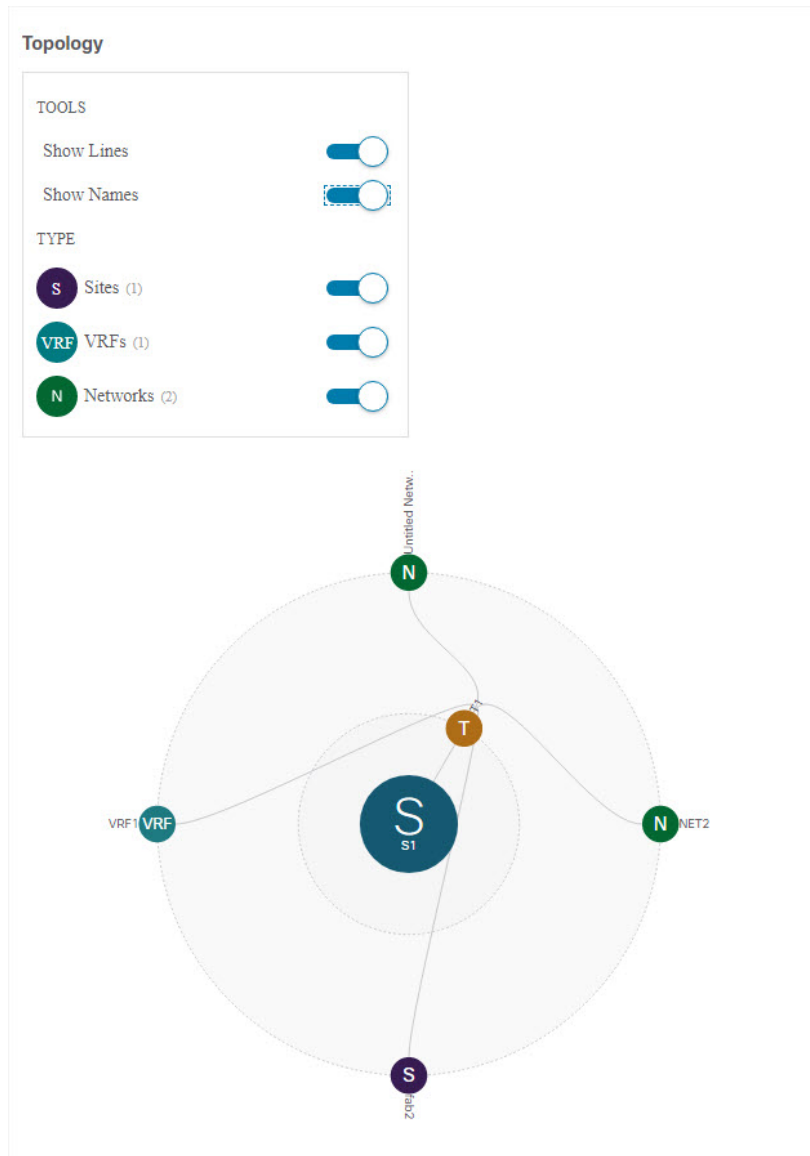 Topology
TOOLS
Show Lines
Show Names
TYPE
S Sites (1)
VRF VRFs (1)
N Networks (2)
Untitled Netw...
N
T
S
S1
VRF1 VRF
N NET2
S
fab2